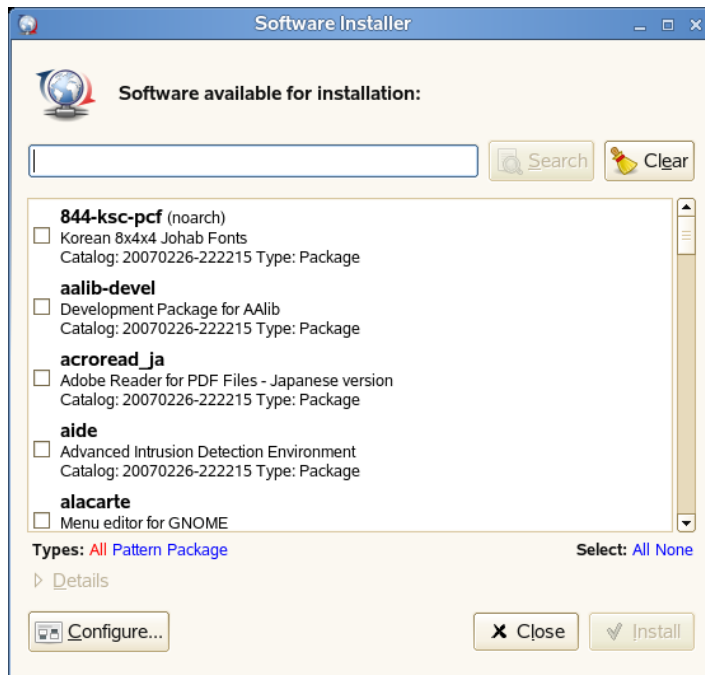 Software Installer
Software available for installation:
Search
Clear
844-ksc-pcf (noarch)
Korean 8x4x4 Johab Fonts
Catalog: 20070226-222215 Type: Package
aalib-devel
Development Package for AAlib
Catalog: 20070226-222215 Type: Package
acroread_ja
Adobe Reader for PDF Files - Japanese version
Catalog: 20070226-222215 Type: Package
aide
Advanced Intrusion Detection Environment
Catalog: 20070226-222215 Type: Package
alacarte
Menu editor for GNOME
Types: All Pattern Package
Select: All None
Details
Configure...
Close
Install